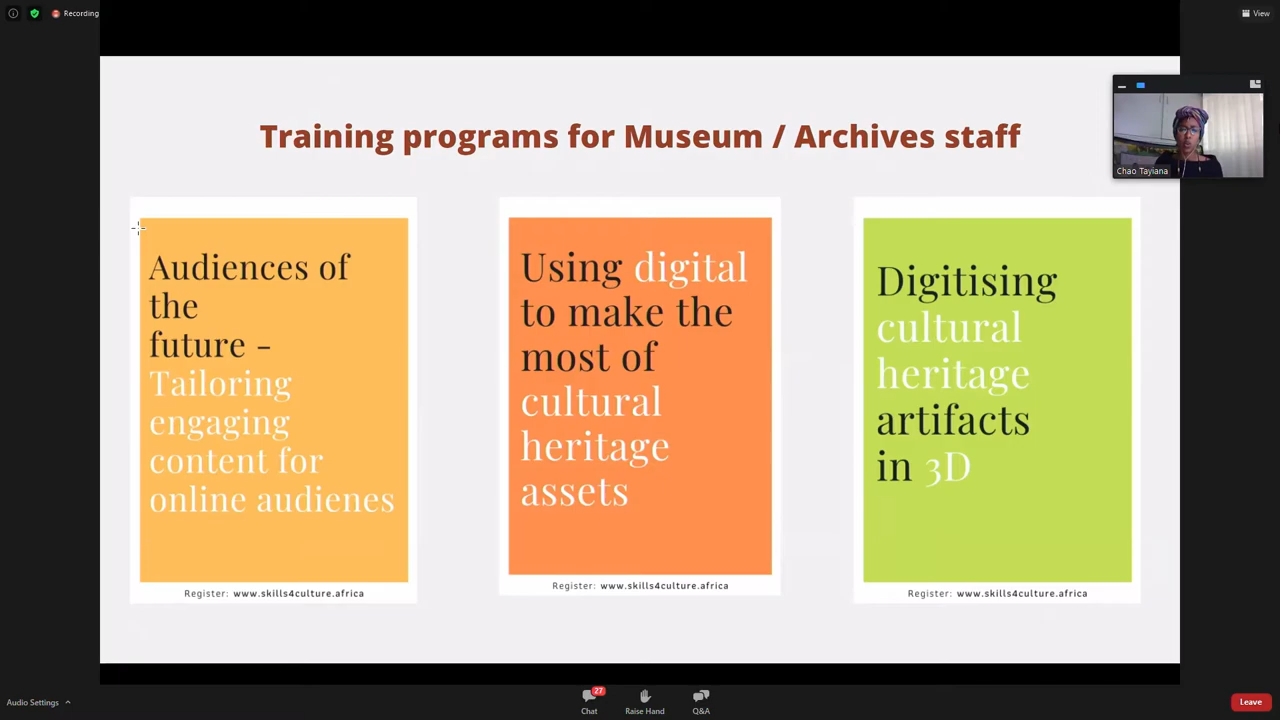 Recording
View
Training programs for Museum / Archives staff
Chao Tayiana
Audiences of
the
future -
Tailoring
engaging
content for
online audienes
Register: www.skills4culture.africa
Using digital
to make the
most of
cultural
heritage
assets
Register: www.skills4culture.africa
Digitising
cultural
heritage
artifacts
in 3D
Register: www.skills4culture.africa
Audio Settings
27
Chat
Raise Hand
Q&A
Leave